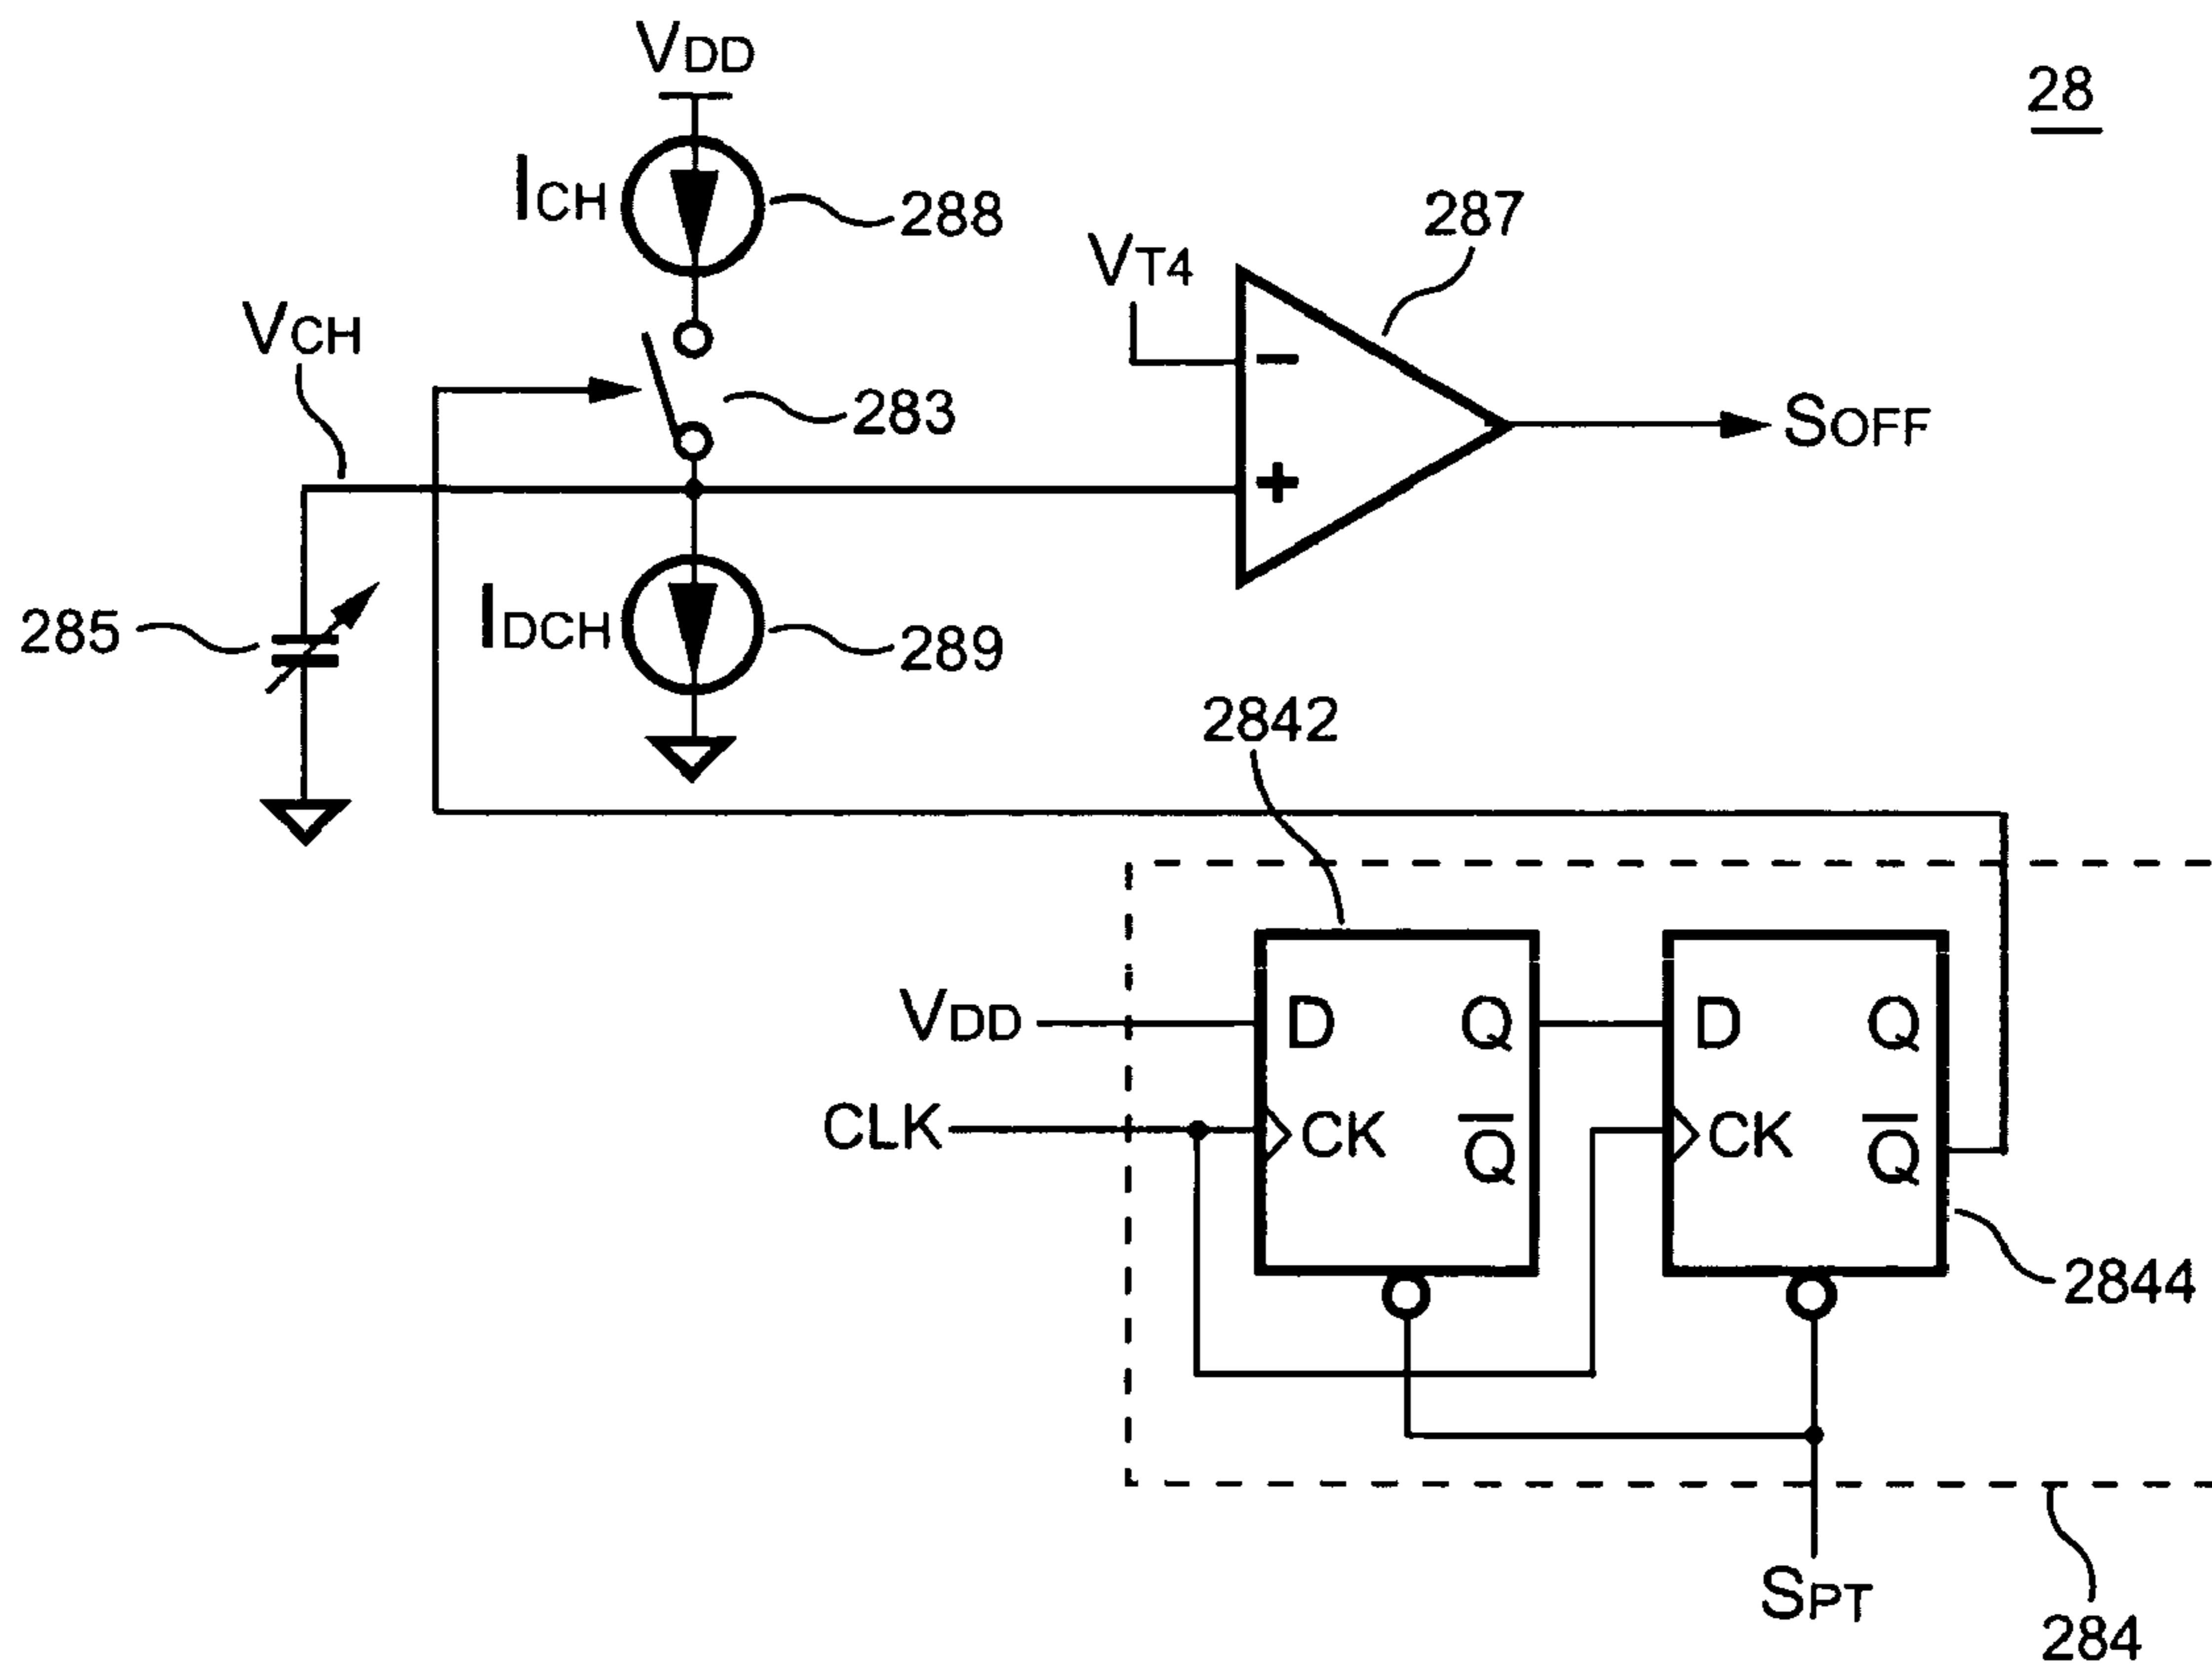 VDD
28
ICH
288
287
VT4
VCH
283
SOFF
−
+
285
IDCH
289
2842
VDD
D Q
D Q
CLK
CK Q̅
CK Q̅
2844
SPT
284